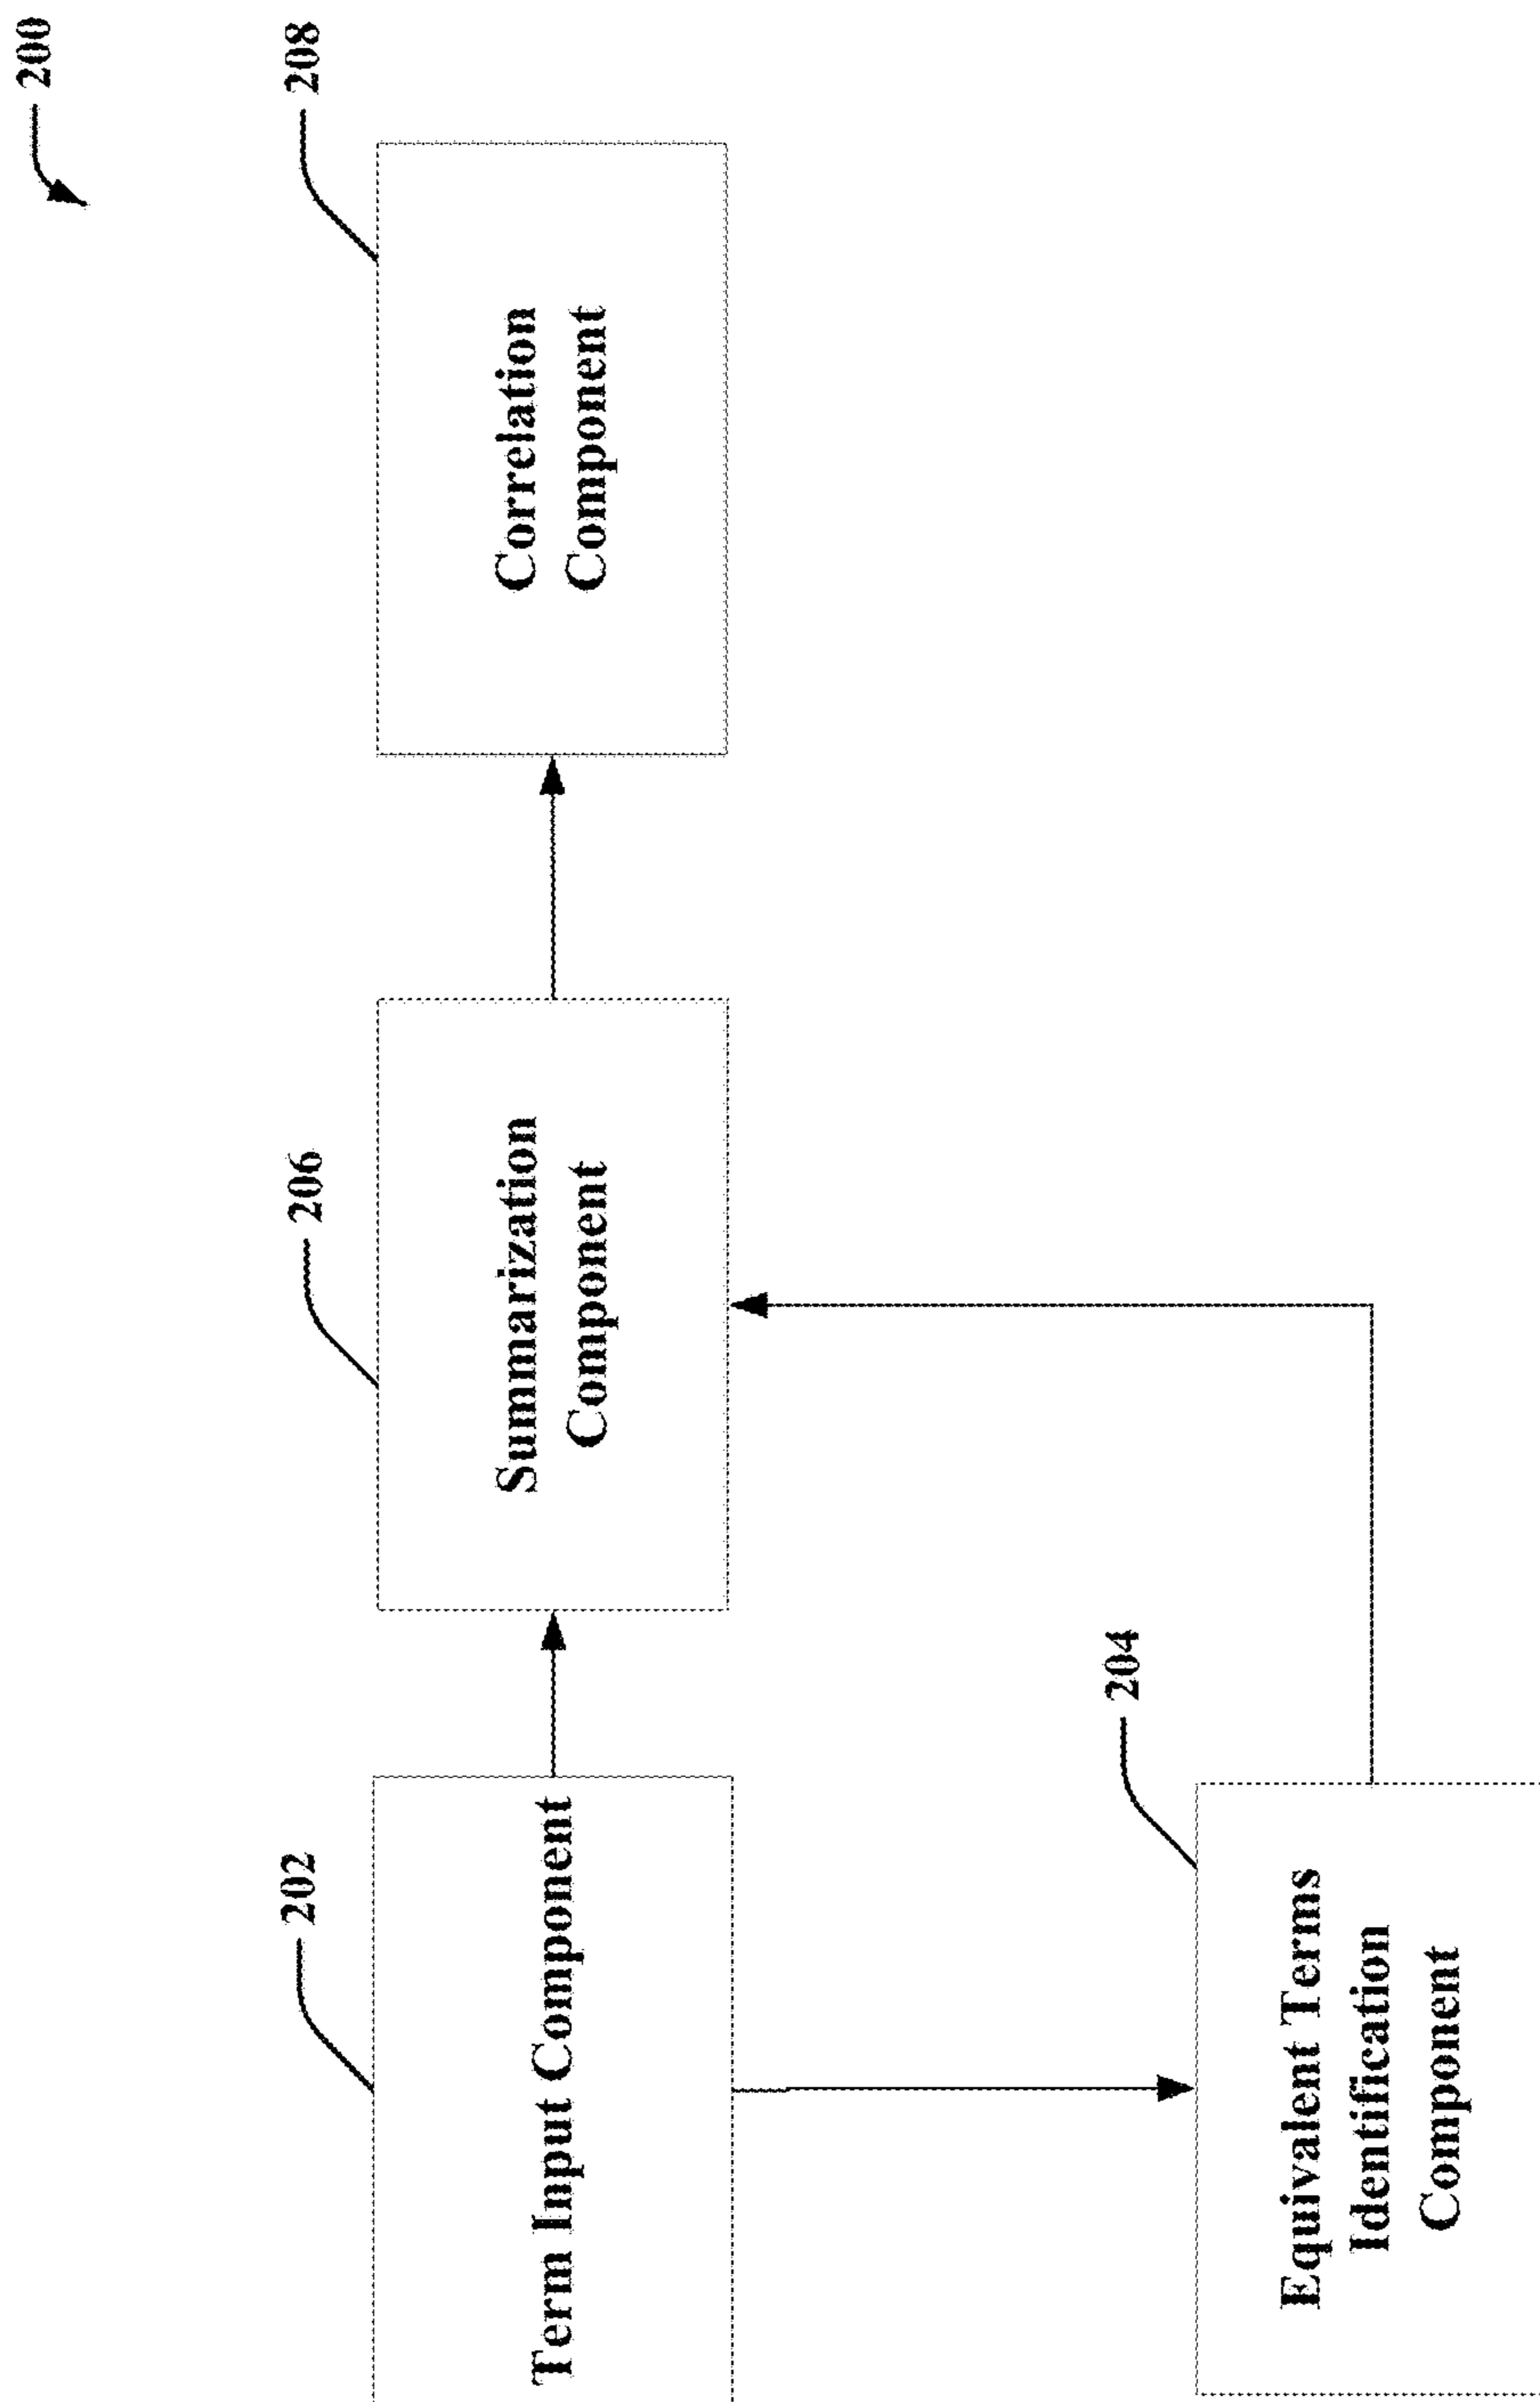 200
202
Term Input Component
206
Summarization
Component
208
Correlation
Component
204
Equivalent Terms
Identification
Component